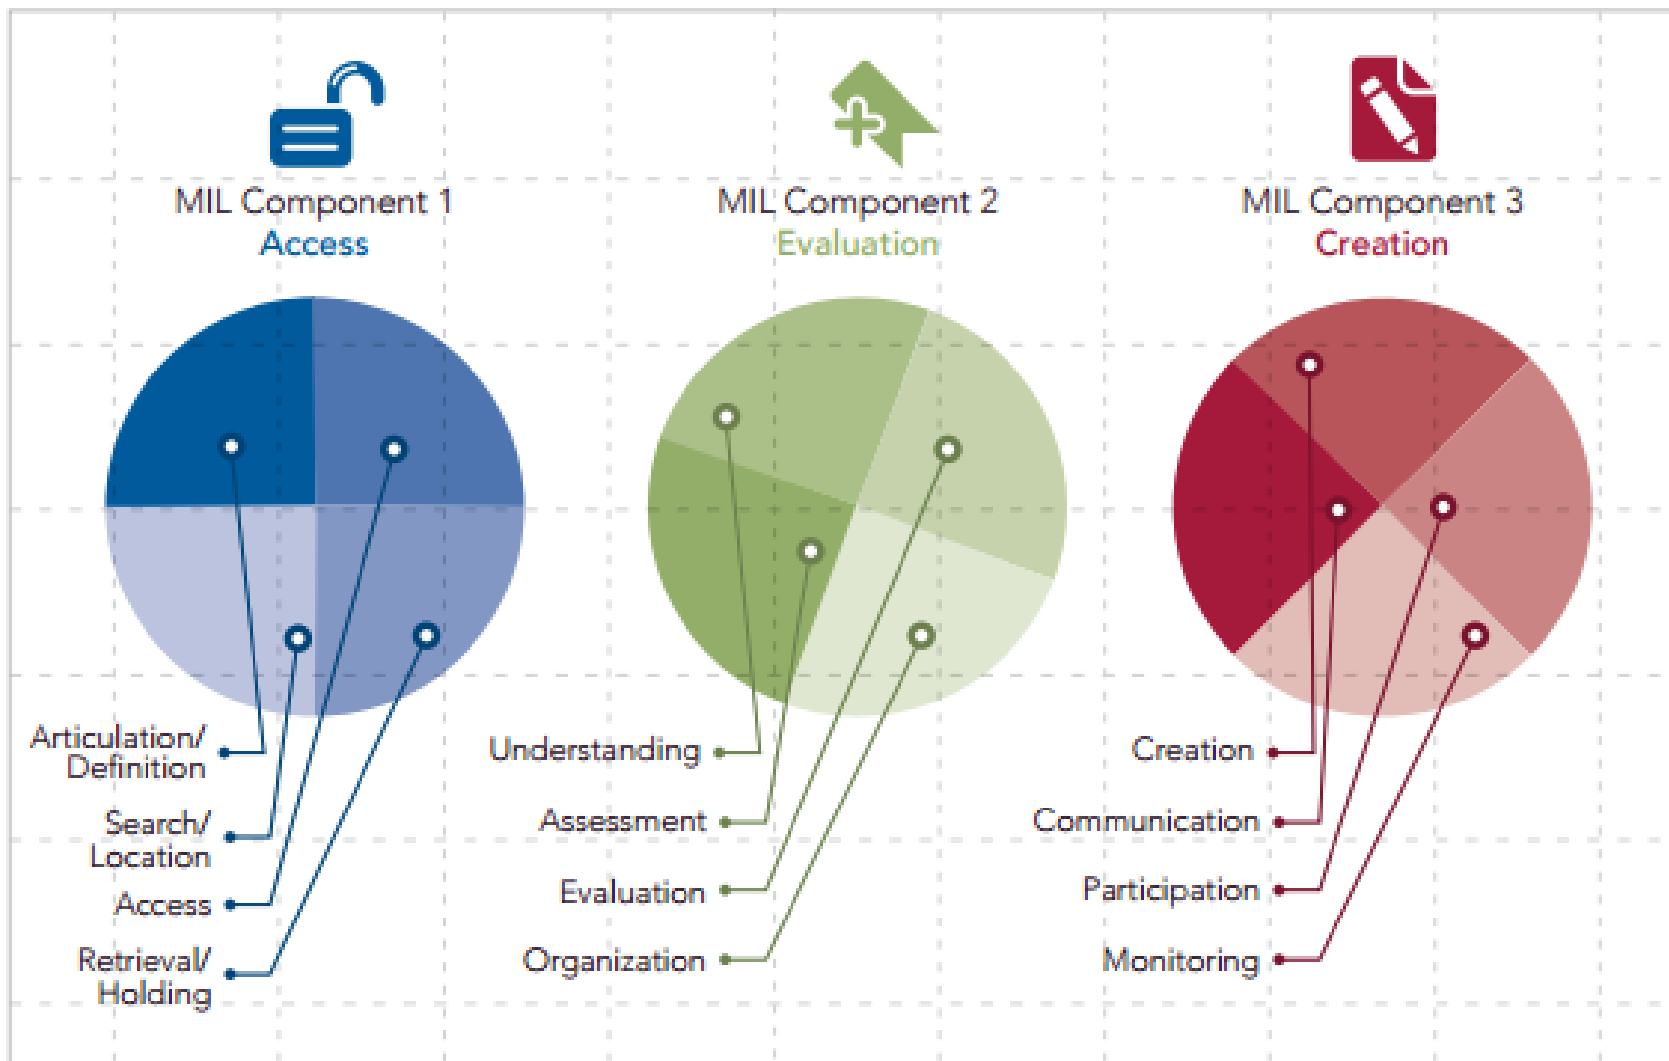 MIL Component 1
Access
Articulation/
Definition
Search/
Location
Access
Retrieval/
Holding
MIL Component 2
Evaluation
Understanding
Assessment
Evaluation
Organization
MIL Component 3
Creation
Creation
Communication
Participation
Monitoring